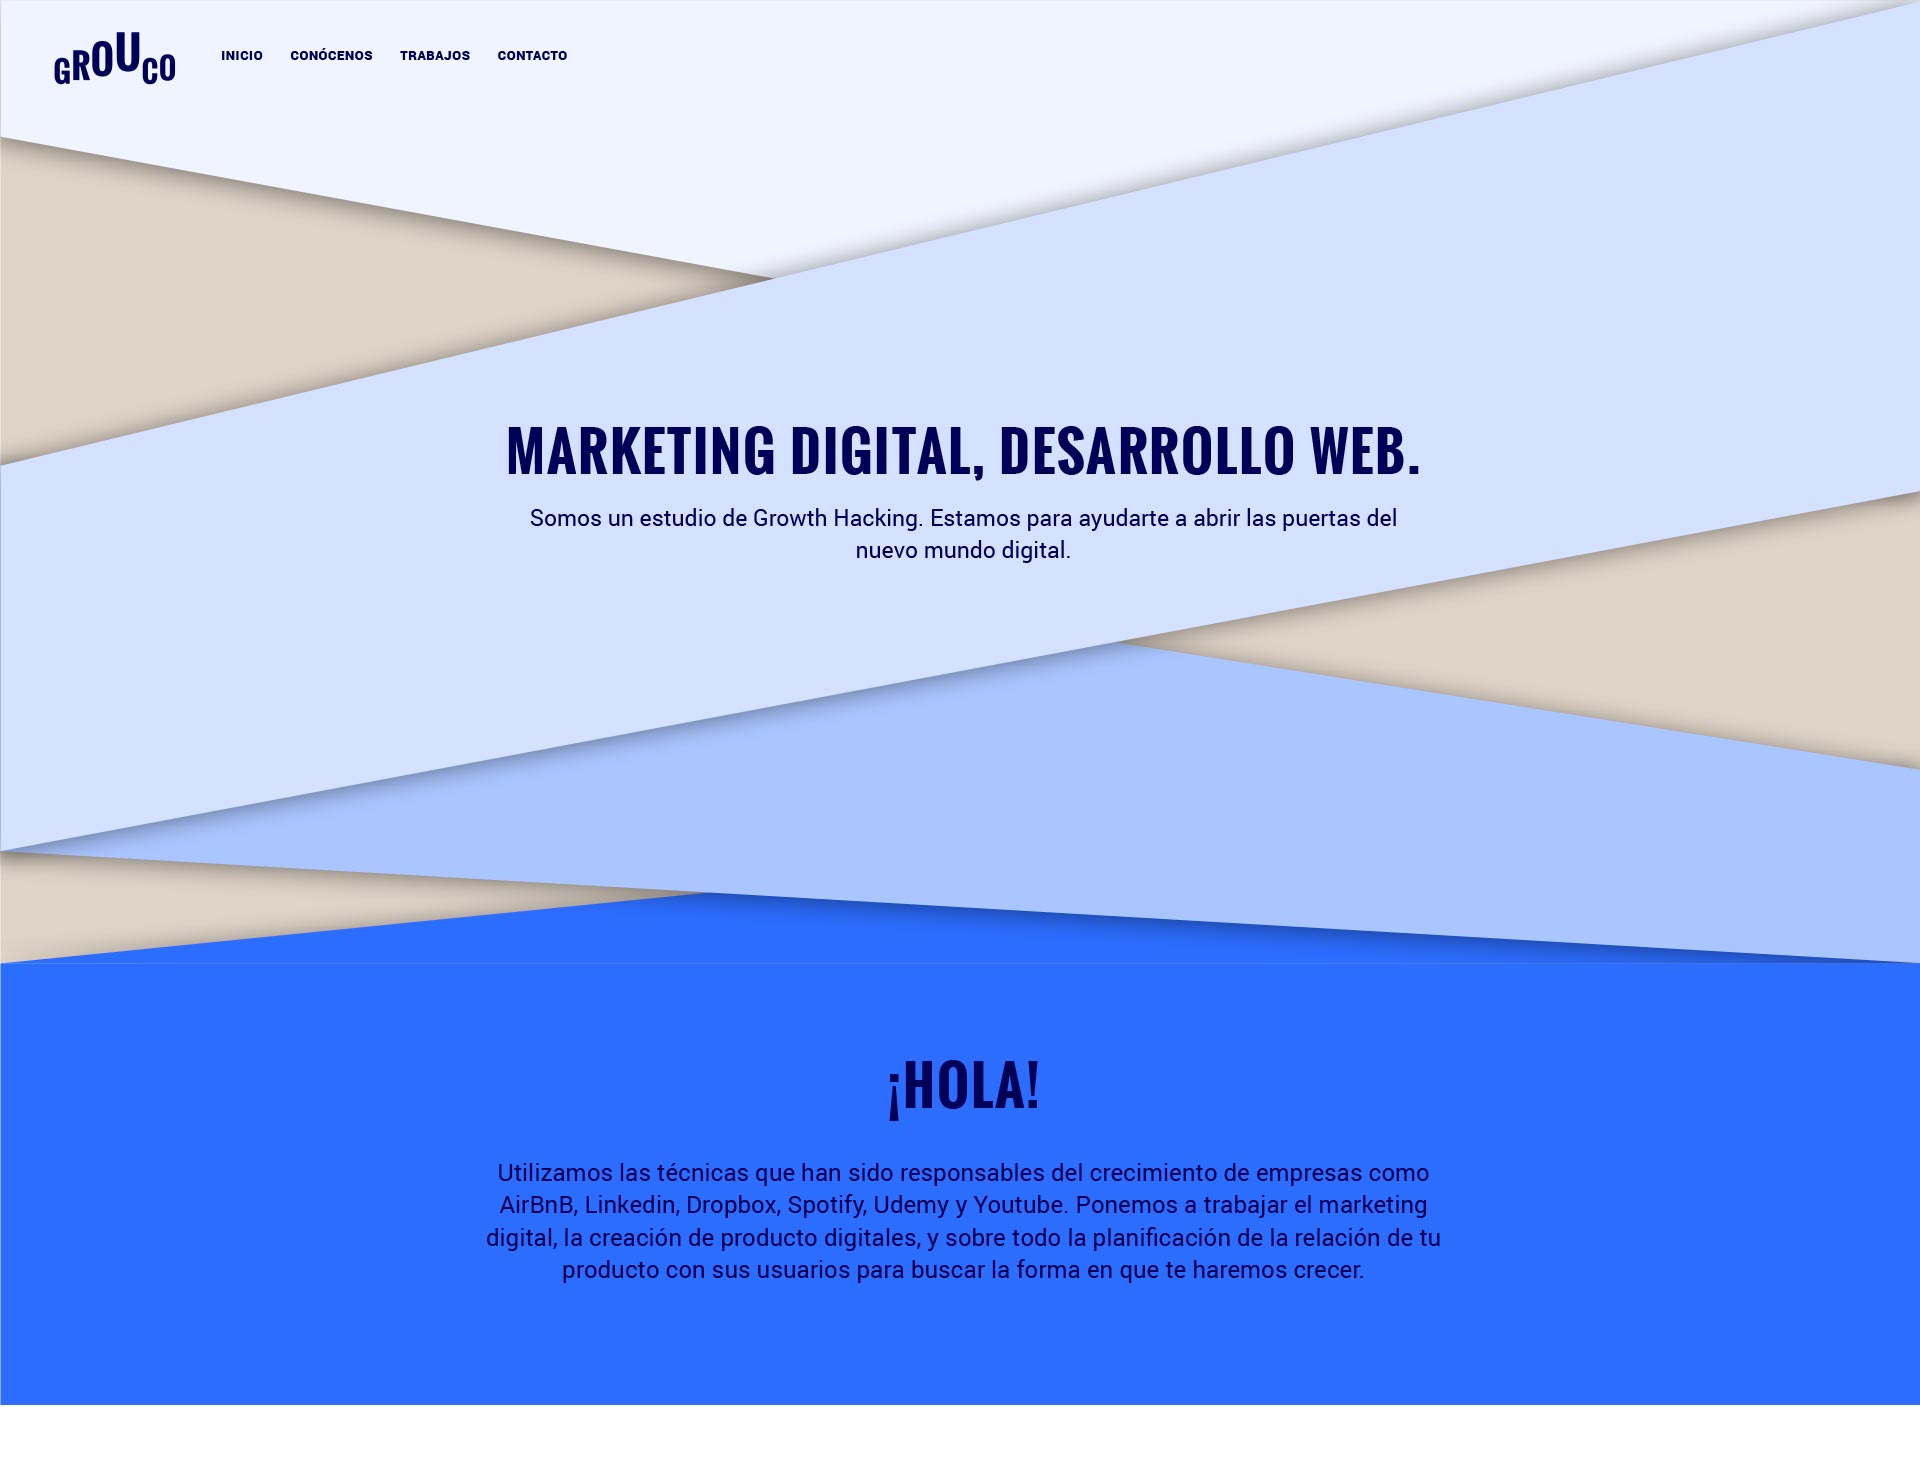 GROUCO
INICIO CONÓCENOS TRABAJOS CONTACTO
MARKETING DIGITAL, DESARROLLO WEB.
Somos un estudio de Growth Hacking. Estamos para ayudarte a abrir las puertas del
nuevo mundo digital.
¡HOLA!
Utilizamos las técnicas que han sido responsables del crecimiento de empresas como
AirBnB, Linkedin, Dropbox, Spotify, Udemy y Youtube. Ponemos a trabajar el marketing
digital, la creación de producto digitales, y sobre todo la planificación de la relación de tu
producto con sus usuarios para buscar la forma en que te haremos crecer.